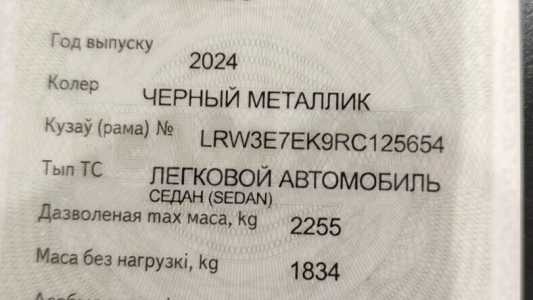 Год выпуску 2024
Колер ЧЕРНЫЙ МЕТАЛЛИК
Кузаў (рама) № LRW3E7EK9RC125654
Тып ТС ЛЕГКОВОЙ АВТОМОБИЛЬ
СЕДАН (SEDAN)
Дазволеная max маса, kg 2255
Маса без нагрузкі, kg 1834